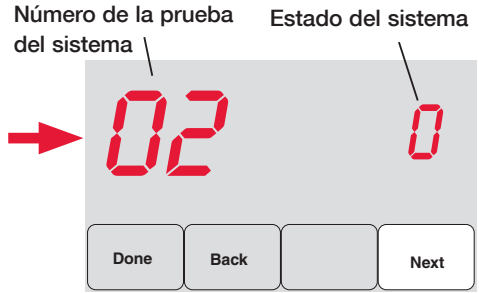 Número de la prueba
del sistema
Estado del sistema
02
0
Done
Back
Next